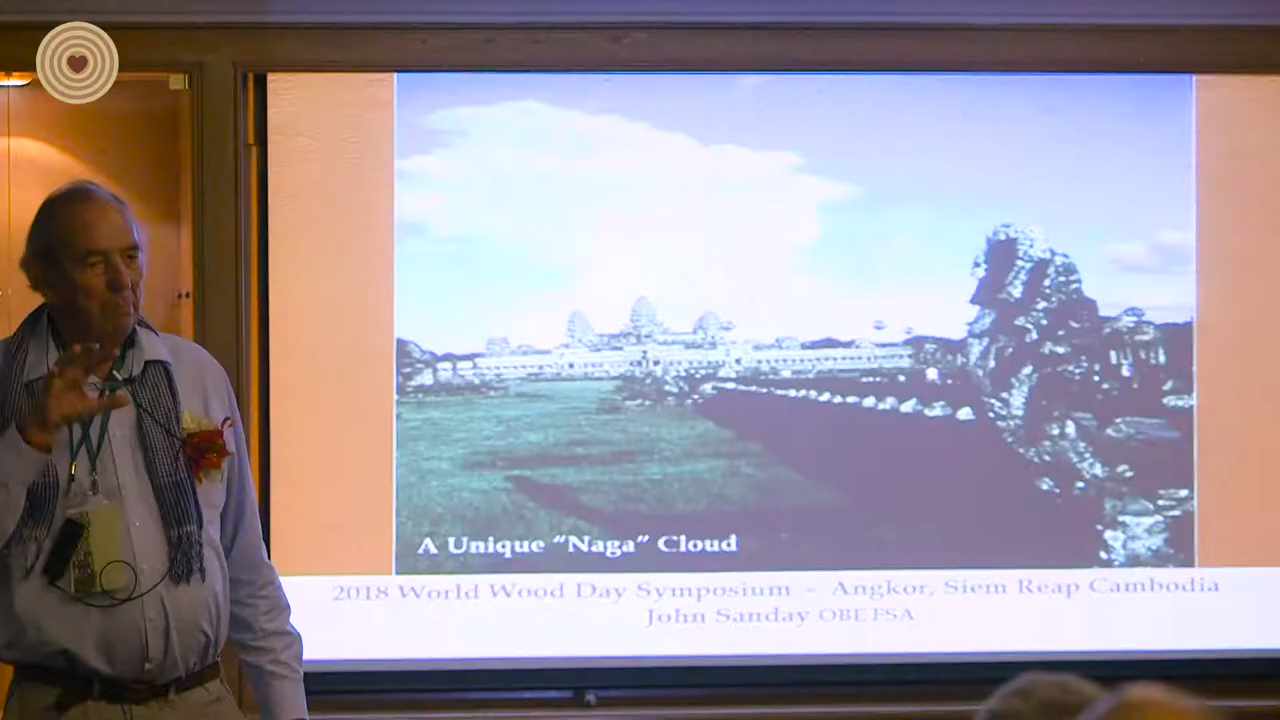 A Unique “Naga” Cloud
2018 World Wood Day Symposium – Angkor, Siem Reap Cambodia
John Sanday OBE FSA